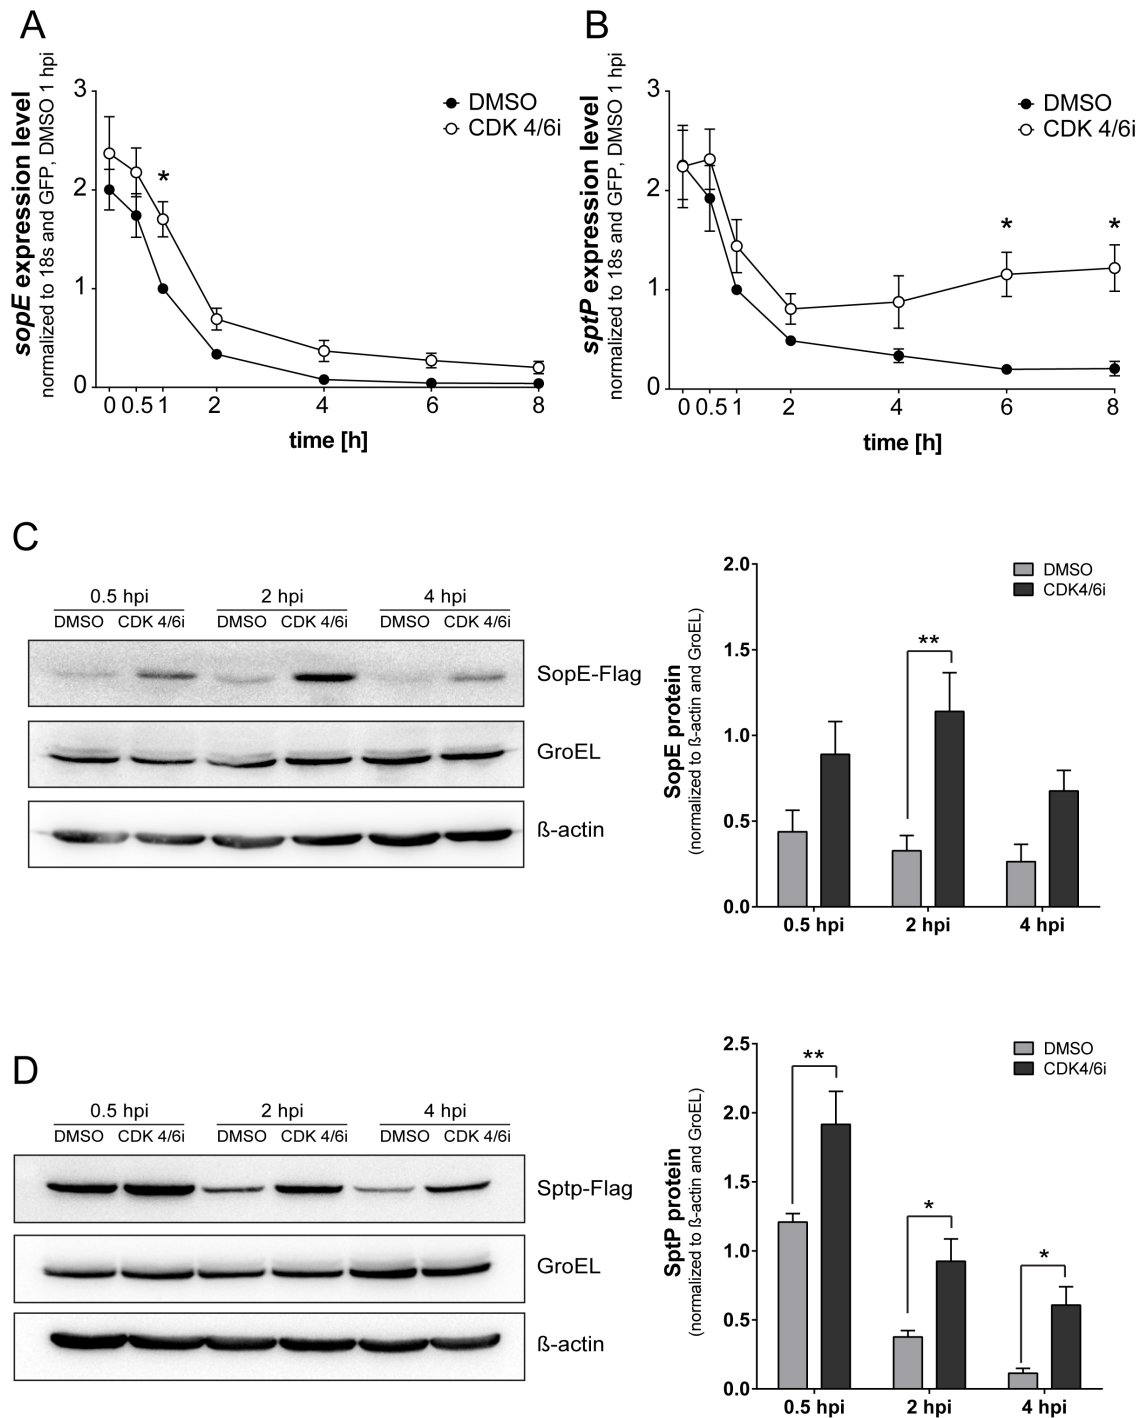 A
sopE expression level
normalized to 18s and GFP, DMSO 1 hpi
3
2
1
0
DMSO
CDK 4/6i
*
0 0.5 1 2 4 6 8
time [h]
B
sptP expression level
normalized to 18s and GFP, DMSO 1 hpi
3
2
1
0
DMSO
CDK 4/6i
* *
0 0.5 1 2 4 6 8
time [h]
C
0.5 hpi 2 hpi 4 hpi
DMSO CDK 4/6i DMSO CDK 4/6i DMSO CDK 4/6i
SopE-Flag
GroEL
ß-actin
SopE protein
(normalized to ß-actin and GroEL)
2.0
1.5
1.0
0.5
0.0
DMSO
CDK4/6i
**
0.5 hpi 2 hpi 4 hpi
D
0.5 hpi 2 hpi 4 hpi
DMSO CDK 4/6i DMSO CDK 4/6i DMSO CDK 4/6i
Sptp-Flag
GroEL
ß-actin
SptP protein
(normalized to ß-actin and GroEL)
2.5
2.0
1.5
1.0
0.5
0.0
DMSO
CDK4/6i
**
*
*
0.5 hpi 2 hpi 4 hpi